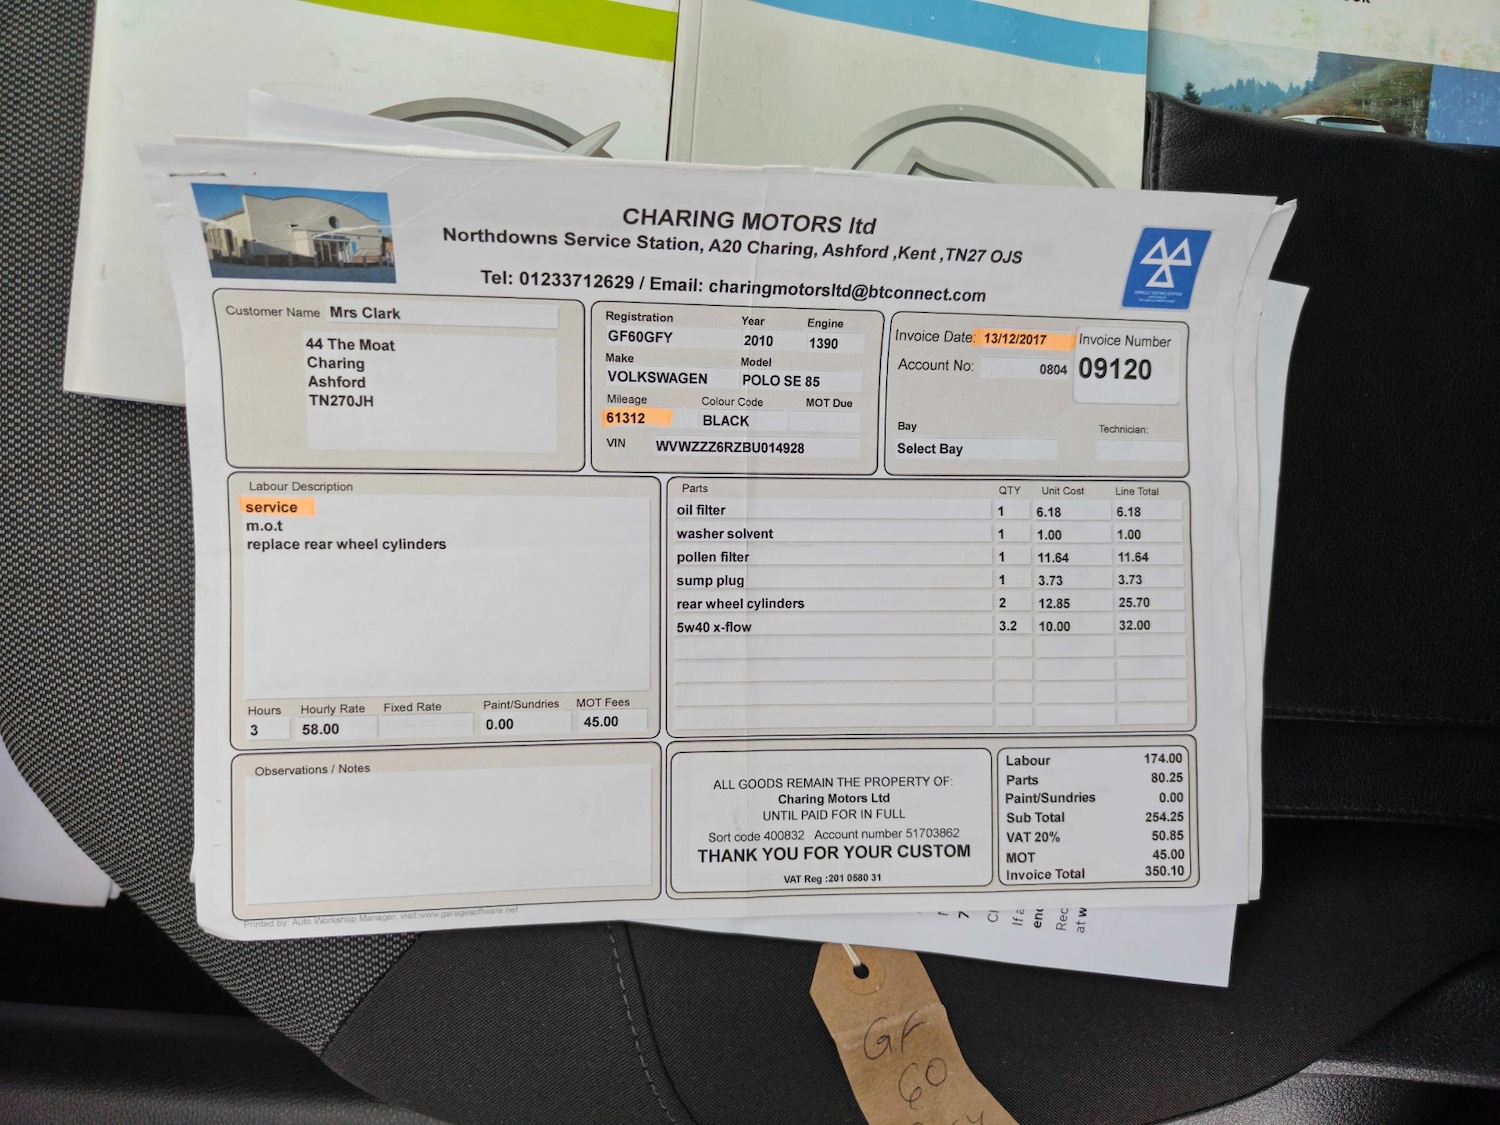 CHARING MOTORS ltd
Northdowns Service Station, A20 Charing, Ashford ,Kent ,TN27 OJS
Tel: 01233712629 / Email: charingmotorsltd@btconnect.com
Customer Name Mrs Clark
44 The Moat
Charing
Ashford
TN270JH
Registration Year Engine
GF60GFY 2010 1390
Make Model
VOLKSWAGEN POLO SE 85
Mileage Colour Code MOT Due
61312 BLACK
VIN WVWZZZ6RZBU014928
Invoice Date: 13/12/2017 Invoice Number
Account No: 0804 09120
Bay Technician:
Select Bay
Labour Description
service
m.o.t
replace rear wheel cylinders
Hours Hourly Rate Fixed Rate Paint/Sundries MOT Fees
3 58.00 0.00 45.00
Parts QTY Unit Cost Line Total
oil filter 1 6.18 6.18
washer solvent 1 1.00 1.00
pollen filter 1 11.64 11.64
sump plug 1 3.73 3.73
rear wheel cylinders 2 12.85 25.70
5w40 x-flow 3.2 10.00 32.00
Observations / Notes
ALL GOODS REMAIN THE PROPERTY OF:
Charing Motors Ltd
UNTIL PAID FOR IN FULL
Sort code 400832 Account number 51703862
THANK YOU FOR YOUR CUSTOM
VAT Reg :201 0580 31
Labour 174.00
Parts 80.25
Paint/Sundries 0.00
Sub Total 254.25
VAT 20% 50.85
MOT 45.00
Invoice Total 350.10
Printed by: Auto Workshop Manager, visit:www.garagesoftware.net
GF
60